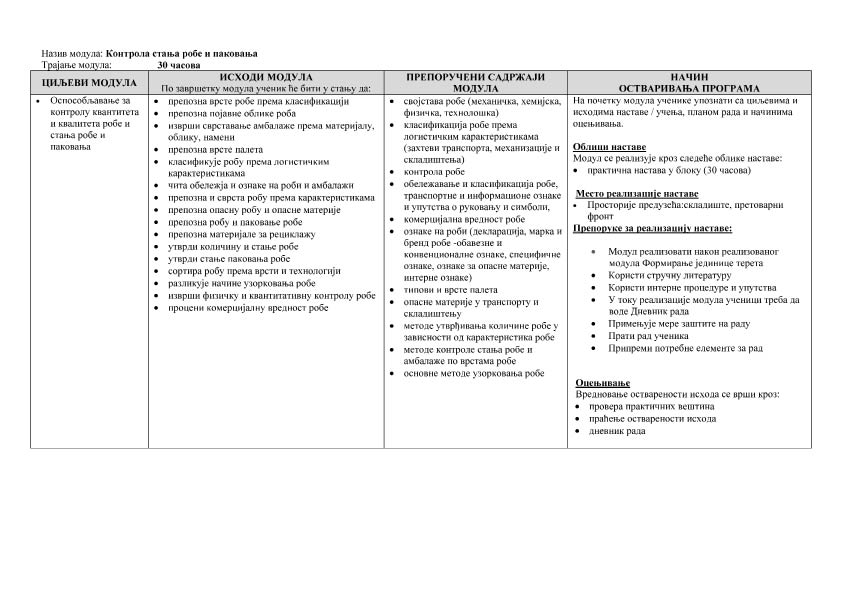 Назив модула: Контрола стања робе и паковања
Трајање модула: 30 часова
ЦИЉЕВИ МОДУЛА
ИСХОДИ МОДУЛА
По завршетку модула ученик ће бити у стању да:
ПРЕПОРУЧЕНИ САДРЖАЈИ
МОДУЛА
НАЧИН
ОСТВАРИВАЊА ПРОГРАМА
• Оспособљавање за
контролу квантитета
и квалитета робе и
стања робе и
паковања
• препозна врсте робе према класификацији
• препозна појавне облике роба
• изврши сврставање амбалаже према материјалу,
облику, намени
• препозна врсте палета
• класификује робу према логистичким
карактеристикама
• чита обележја и ознаке на роби и амбалажи
• препозна и сврста робу према карактеристикама
• препозна опасну робу и опасне материје
• препозна робу и паковање робе
• препозна материјале за рециклажу
• утврди количину и стање робе
• утврди стање паковања робе
• сортира робу према врсти и технологији
• разликује начине узорковања робе
• изврши физичку и квантитативну контролу робе
• процени комерцијалну вредност робе
• својстава робе (механичка, хемијска,
физичка, технолошка)
• класификација робе према
логистичким карактеристикама
(захтеви транспорта, механизације и
складиштења)
• контрола робе
• обележавање и класификација робе,
транспортне и информационе ознаке
и упутства о руковању и симболи,
• комерцијална вредност робе
• ознаке на роби (декларација, марка и
бренд робе -обавезне и
конвенционалне ознаке, специфичне
ознаке, ознаке за опасне материје,
интерне ознаке)
• типови и врсте палета
• опасне материје у транспорту и
складиштењу
• методе утврђивања количине робе у
зависности од карактеристика робе
• методе контроле стања робе и
амбалаже по врстама робе
• основне методе узорковања робе
На почетку модула ученике упознати са циљевима и
исходима наставе / учења, планом рада и начинима
оцењивања.
Облици наставе
Модул се реализује кроз следеће облике наставе:
• практична настава у блоку (30 часова)
Место реализације наставе
• Просторије предузећа:складиште, претоварни
фронт
Препоруке за реализацију наставе:
• Модул реализовати након реализованог
модула Формирање јединице терета
• Користи стручну литературу
• Користи интерне процедуре и упутства
• У току реализације модула ученици треба да
воде Дневник рада
• Примењује мере заштите на раду
• Прати рад ученика
• Припреми потребне елементе за рад
Оцењивање
Вредновање остварености исхода се врши кроз:
• провера практичних вештина
• праћење остварености исхода
• дневник рада